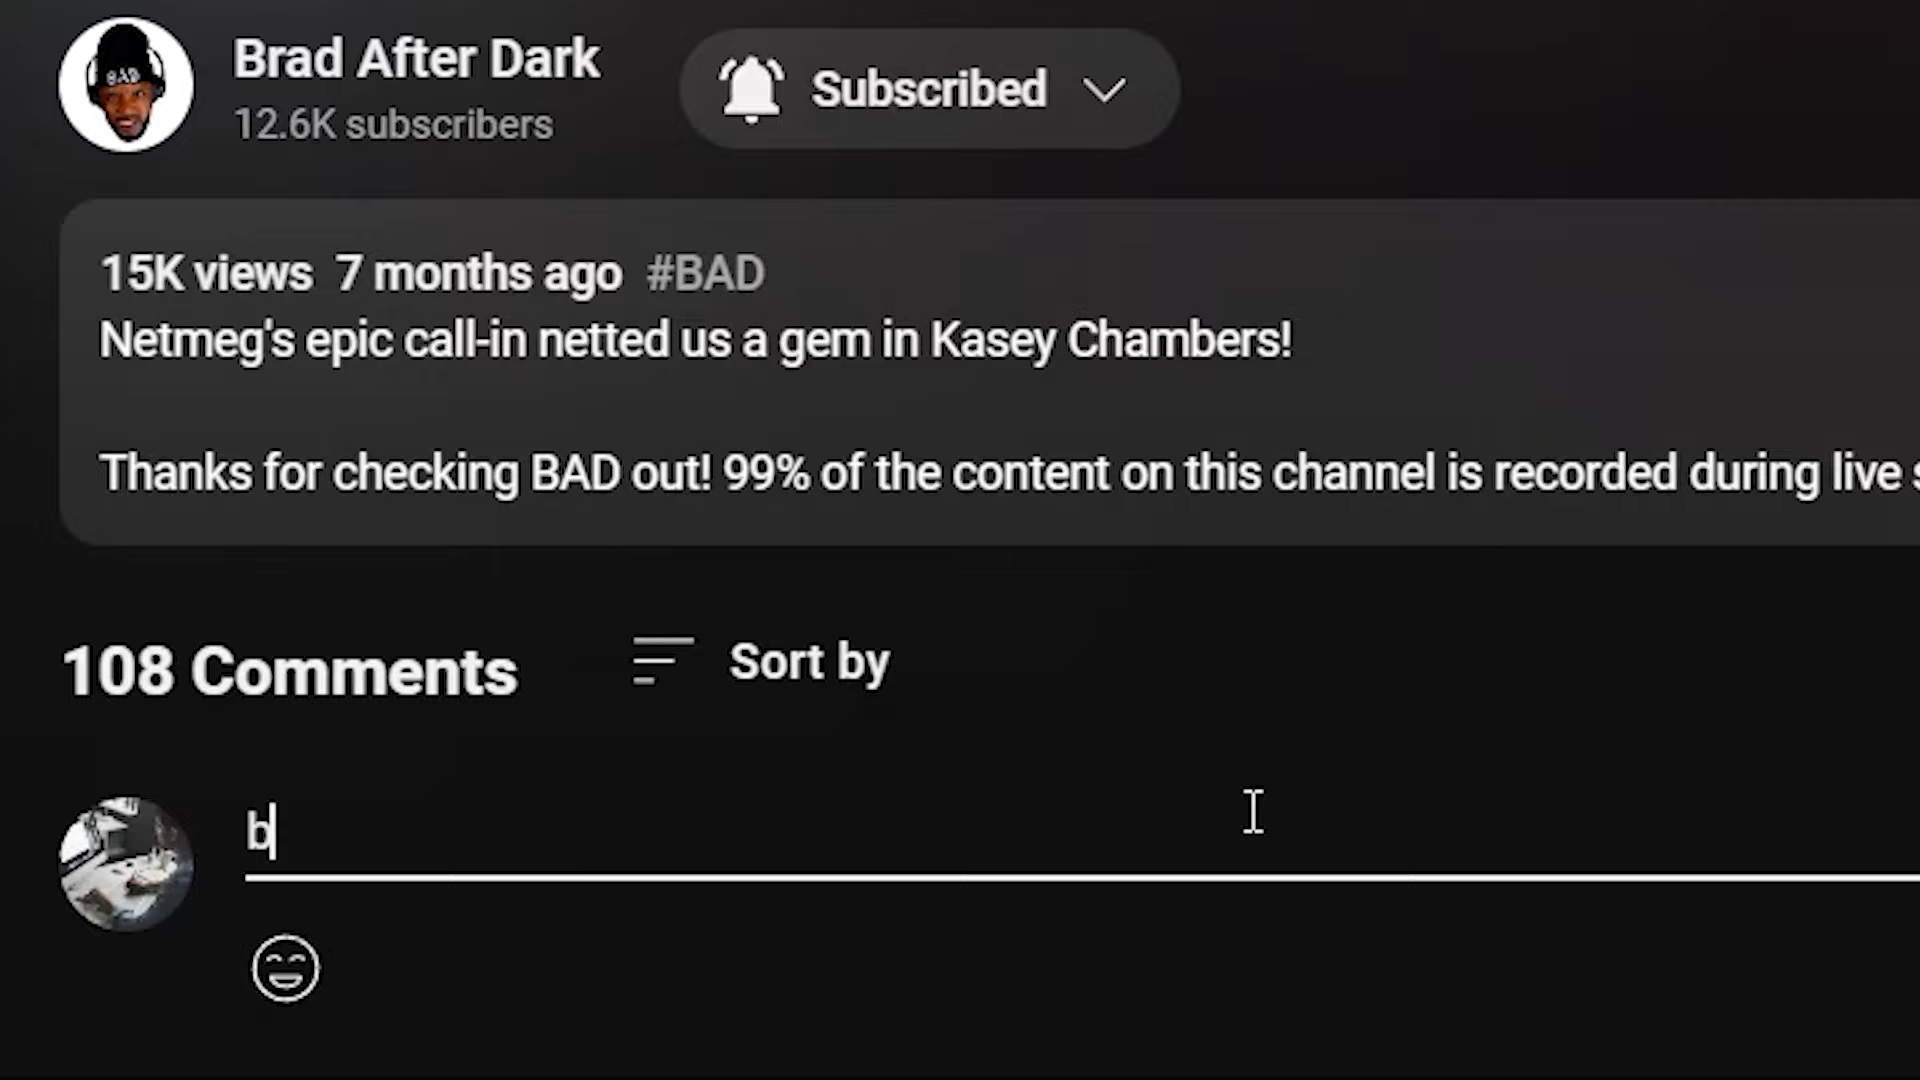 BAD
Brad After Dark
Subscribed
12.6K subscribers
15K views 7 months ago #BAD
Netmeg's epic call-in netted us a gem in Kasey Chambers!
Thanks for checking BAD out! 99% of the content on this channel is recorded during live s
108 Comments
Sort by
b